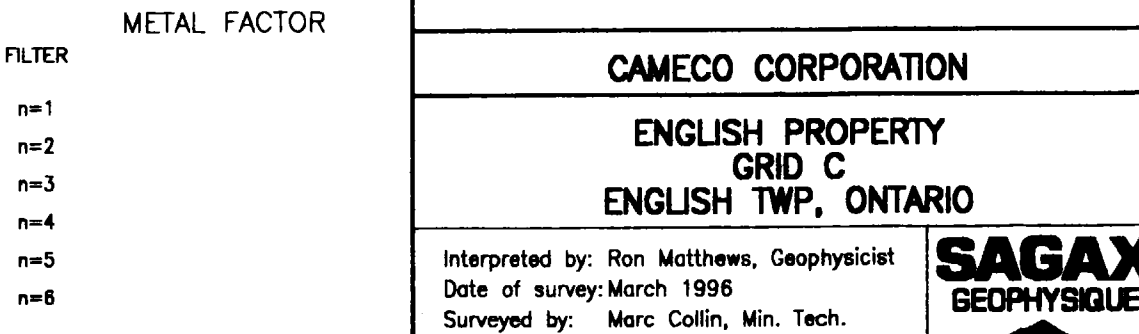 METAL FACTOR
FILTER
n=1
n=2
n=3
n=4
n=5
n=6
CAMECO CORPORATION
ENGLISH PROPERTY
GRID C
ENGLISH TWP, ONTARIO
Interpreted by: Ron Matthews, Geophysicist
Date of survey: March 1996
Surveyed by: Marc Collin, Min. Tech.
SAGAX
GEOPHYSIQUE